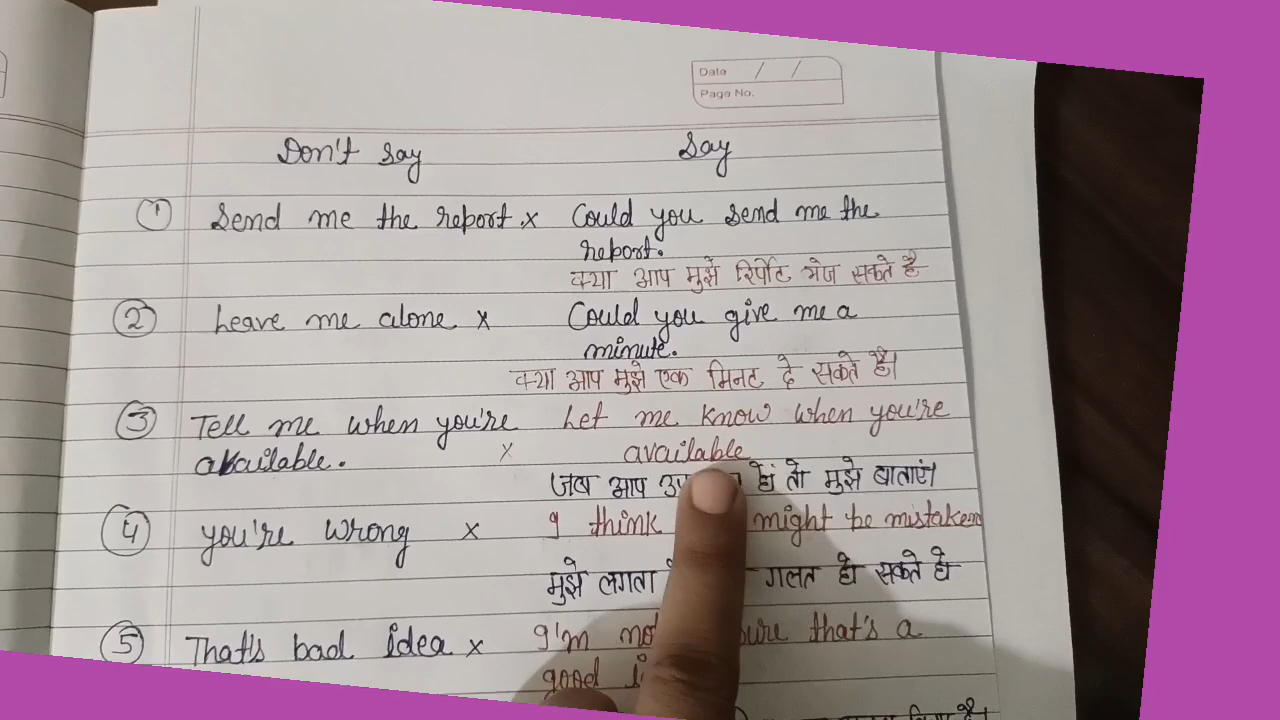 Date / /
Page No.
Don't say Say
① Send me the report. x Could you send me the
report.
क्या आप मुझे रिर्पोट भेज सकते है
② Leave me alone x Could you give me a
minute.
क्या आप मुझे एक मिनट दे सकते है।
③ Tell me when you're Let me know when you're
available. x available
जब आप हों तो मुझे बाताएं।
④ you're wrong x I think might be mistaken
मुझे लगता गलत हो सकते हो
⑤ That's bad idea x I'm not that's a
good